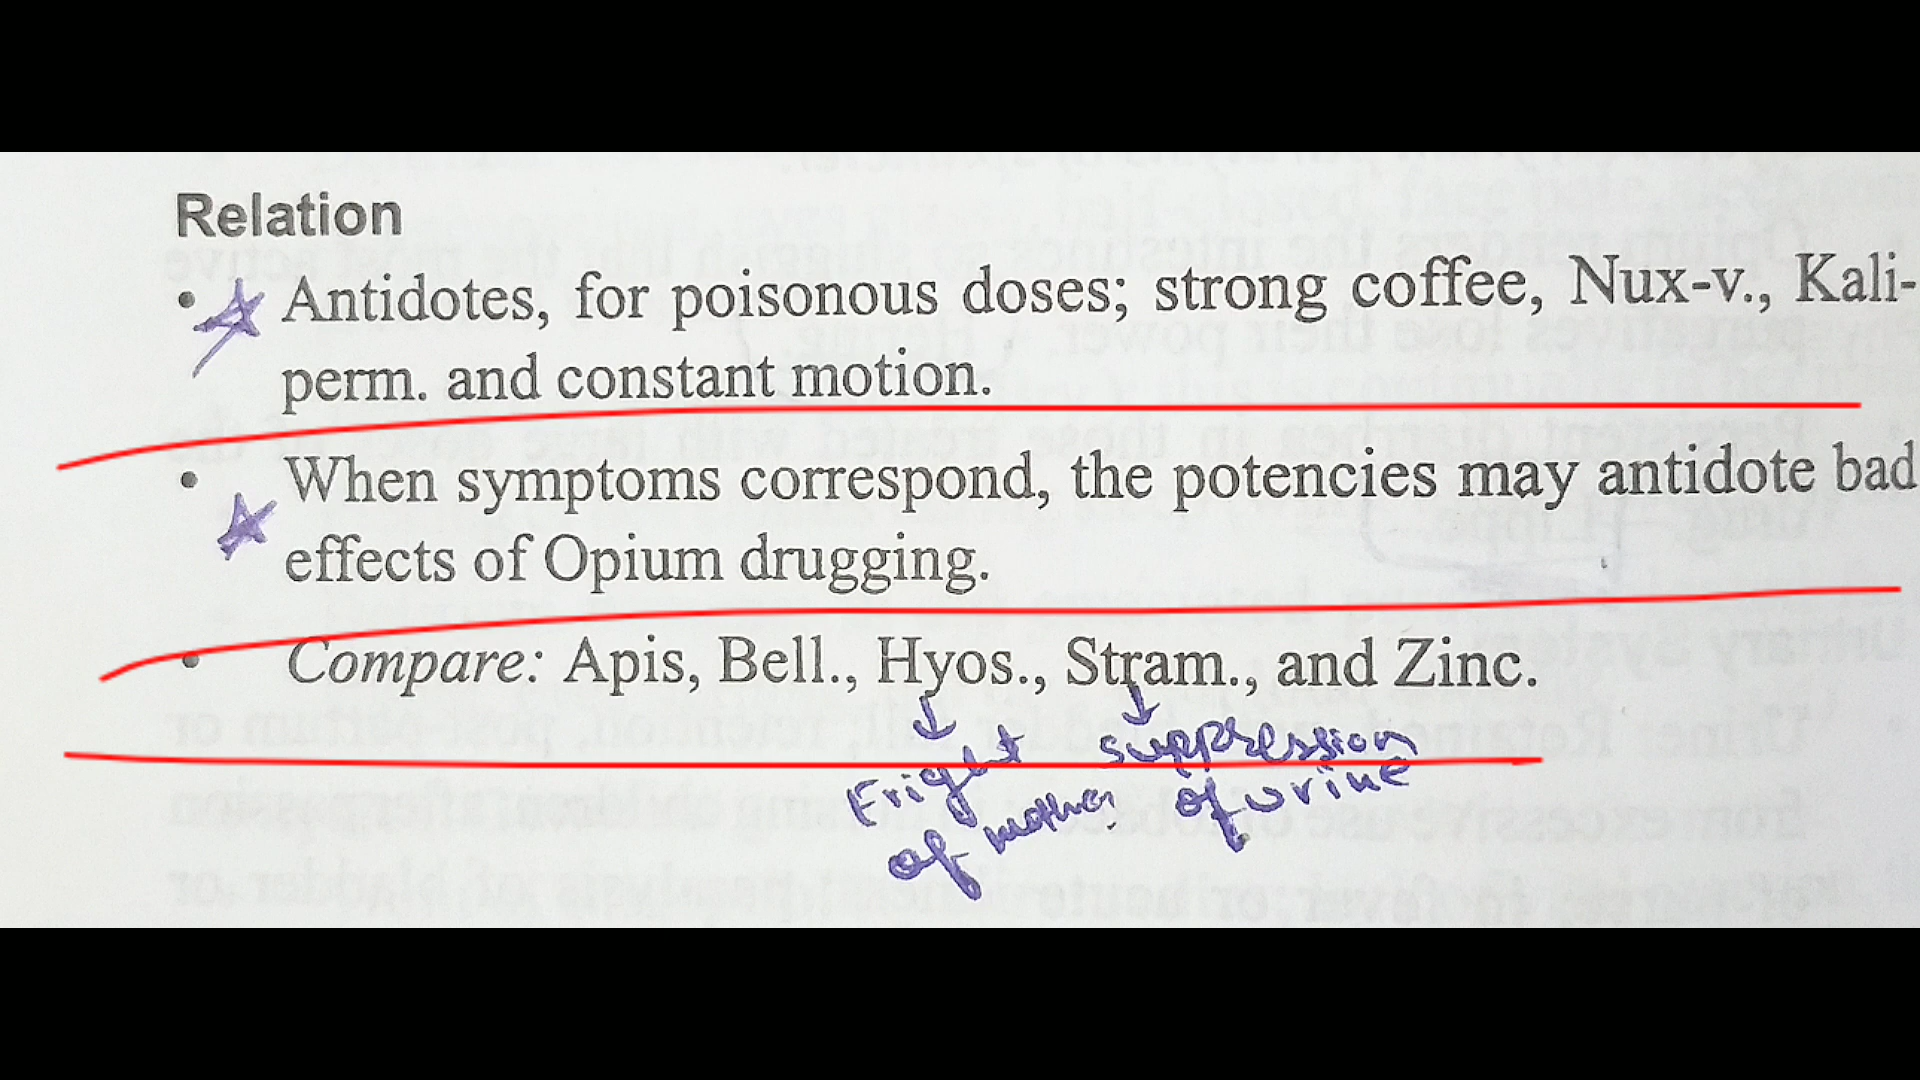 Relation
• Antidotes, for poisonous doses; strong coffee, Nux-v., Kali-
perm. and constant motion.
• When symptoms correspond, the potencies may antidote bad
effects of Opium drugging.
• Compare: Apis, Bell., Hyos., Stram., and Zinc.
Fright
of mother
suppression
of urine